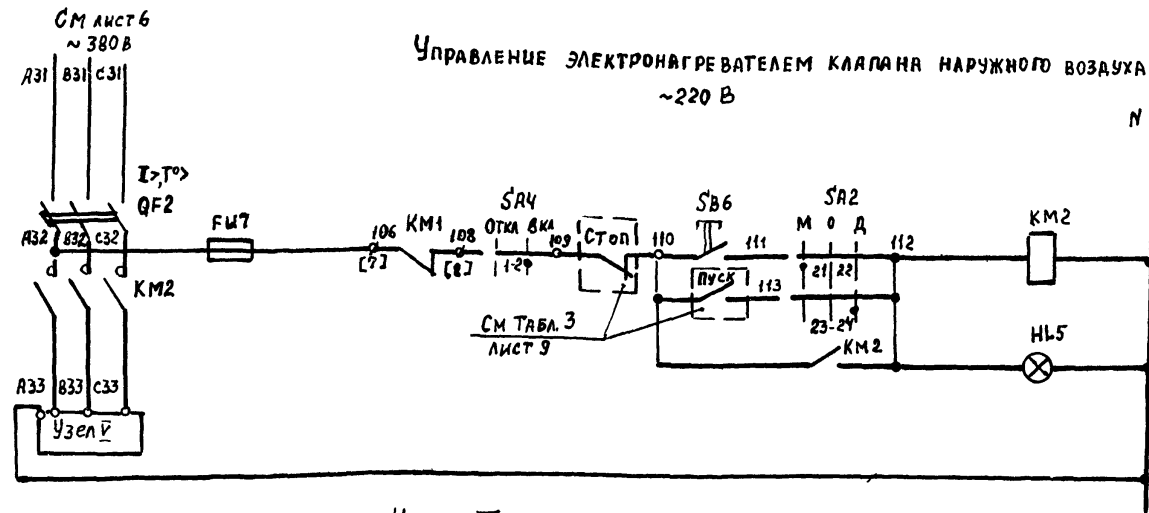 См лист 6
~ 380 В
Управление электронагревателем клапана наружного воздуха
~220 В
N
А31 В31 С31
I>,T°>
QF2
А32 В32 С32
FU7
106
[7]
КМ1
108
[8]
SA4
Откл Вкл
1-2
109
Стоп
110
SB6
111
SA2
М О Д
21 22
112
КМ2
КМ2
Пуск
113
23-24
См табл. 3
лист 9
КМ2
HL5
А33 В33 С33
Узел V